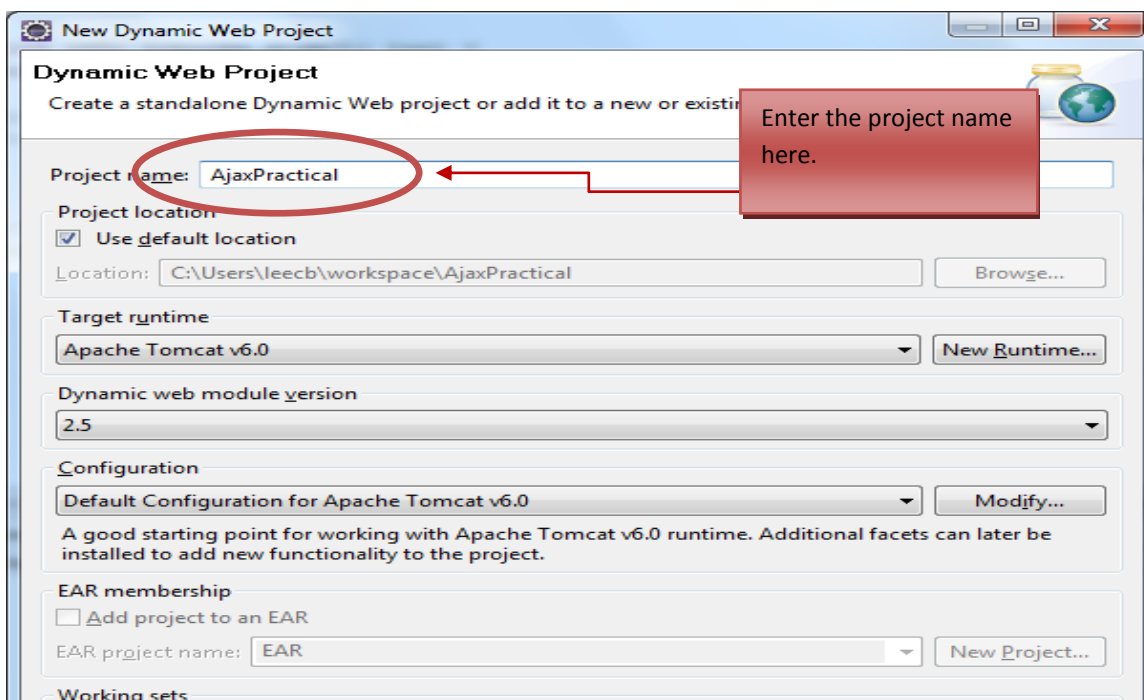 New Dynamic Web Project
Dynamic Web Project
Create a standalone Dynamic Web project or add it to a new or
Enter the project name
here.
Project name: AjaxPractical
Project location
Use default location
Location: C:\Users\leecb\workspace\AjaxPractical Browse...
Target runtime
Apache Tomcat v6.0 New Runtime...
Dynamic web module version
2.5
Configuration
Default Configuration for Apache Tomcat v6.0 Modify...
A good starting point for working with Apache Tomcat v6.0 runtime. Additional facets can later be
installed to add new functionality to the project.
EAR membership
Add project to an EAR
EAR project name: EAR New Project...
Working sets